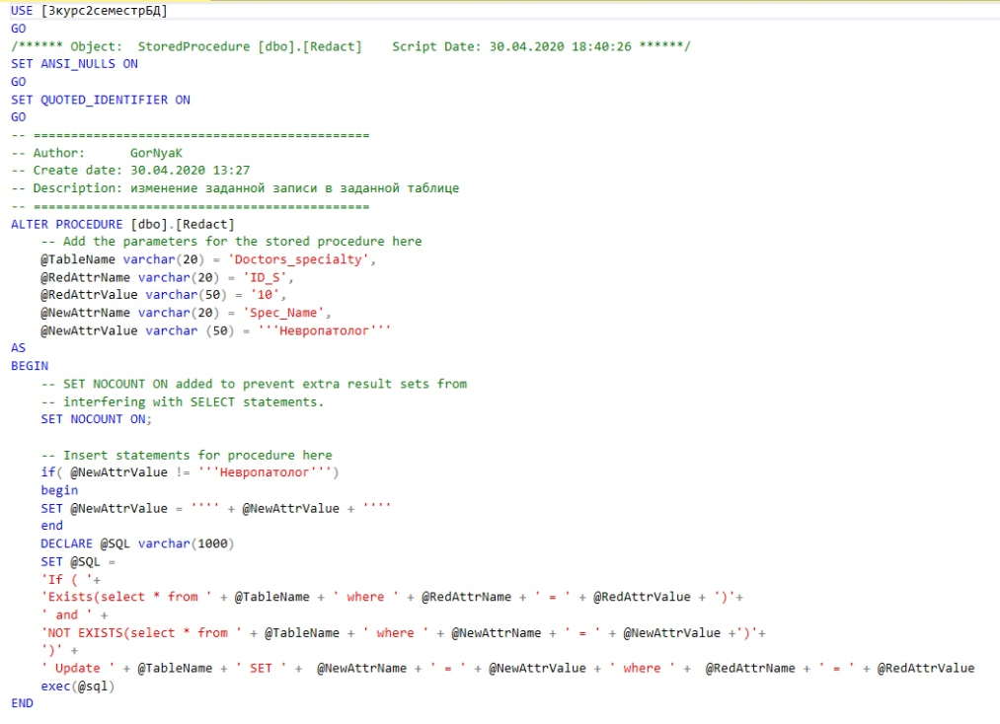 USE [3курс2семестрБД]
GO
/****** Object:  StoredProcedure [dbo].[Redact]    Script Date: 30.04.2020 18:40:26 ******/
SET ANSI_NULLS ON
GO
SET QUOTED_IDENTIFIER ON
GO
-- =============================================
-- Author:      GorNyaK
-- Create date: 30.04.2020 13:27
-- Description: изменение заданной записи в заданной таблице
-- =============================================
ALTER PROCEDURE [dbo].[Redact]
    -- Add the parameters for the stored procedure here
    @TableName varchar(20) = 'Doctors_specialty',
    @RedAttrName varchar(20) = 'ID_S',
    @RedAttrValue varchar(50) = '10',
    @NewAttrName varchar(20) = 'Spec_Name',
    @NewAttrValue varchar (50) = '''Невропатолог'''
AS
BEGIN
    -- SET NOCOUNT ON added to prevent extra result sets from
    -- interfering with SELECT statements.
    SET NOCOUNT ON;

    -- Insert statements for procedure here
    if( @NewAttrValue != '''Невропатолог''')
    begin
    SET @NewAttrValue = '''' + @NewAttrValue + ''''
    end
    DECLARE @SQL varchar(1000)
    SET @SQL =
    'If ( '+
    'Exists(select * from ' + @TableName + ' where ' + @RedAttrName + ' = ' + @RedAttrValue + ')'+
    ' and ' +
    'NOT EXISTS(select * from ' + @TableName + ' where ' + @NewAttrName + ' = ' + @NewAttrValue +')'+
    ')' +
    ' Update ' + @TableName + ' SET ' +  @NewAttrName + ' = ' + @NewAttrValue + ' where ' +  @RedAttrName + ' = ' + @RedAttrValue
    exec(@sql)
END